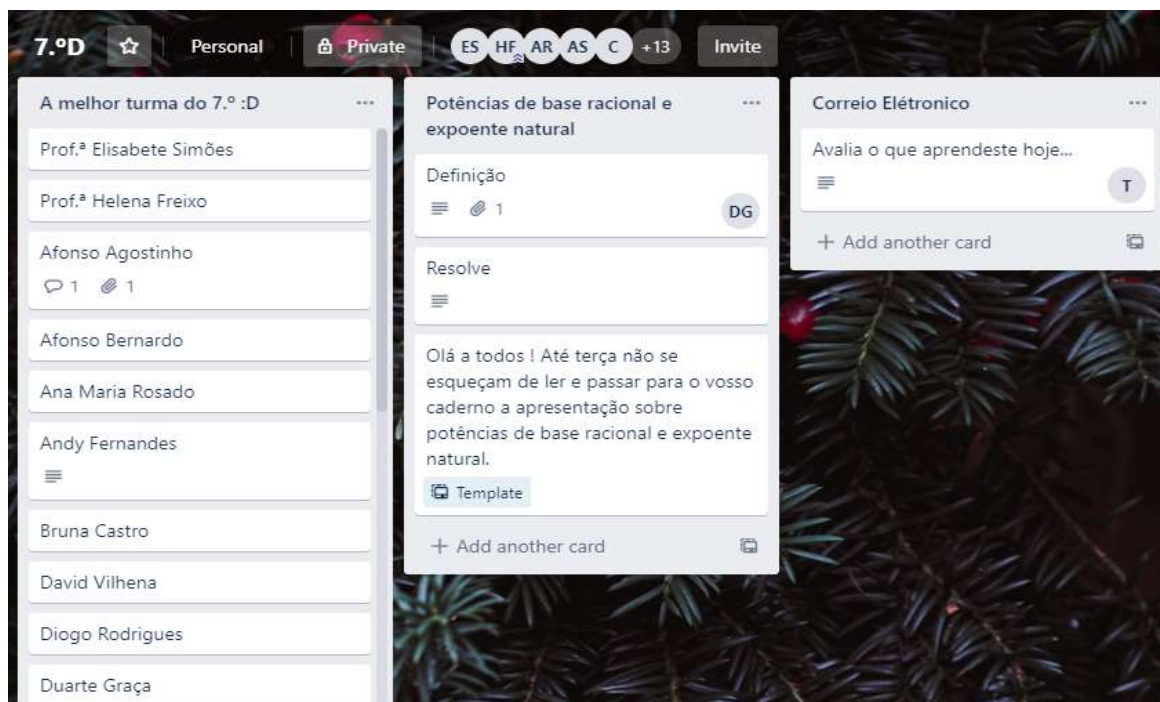 7.ºD
Personal
Private
ES HF AR AS C +13
Invite
A melhor turma do 7.º :D
Prof.ª Elisabete Simões
Prof.ª Helena Freixo
Afonso Agostinho
1 1
Afonso Bernardo
Ana Maria Rosado
Andy Fernandes
Bruna Castro
David Vilhena
Diogo Rodrigues
Duarte Graça
Potências de base racional e
expoente natural
Definição
1
DG
Resolve
Olá a todos ! Até terça não se
esqueçam de ler e passar para o vosso
caderno a apresentação sobre
potências de base racional e expoente
natural.
Template
+ Add another card
Correio Elétronico
Avalia o que aprendeste hoje...
T
+ Add another card